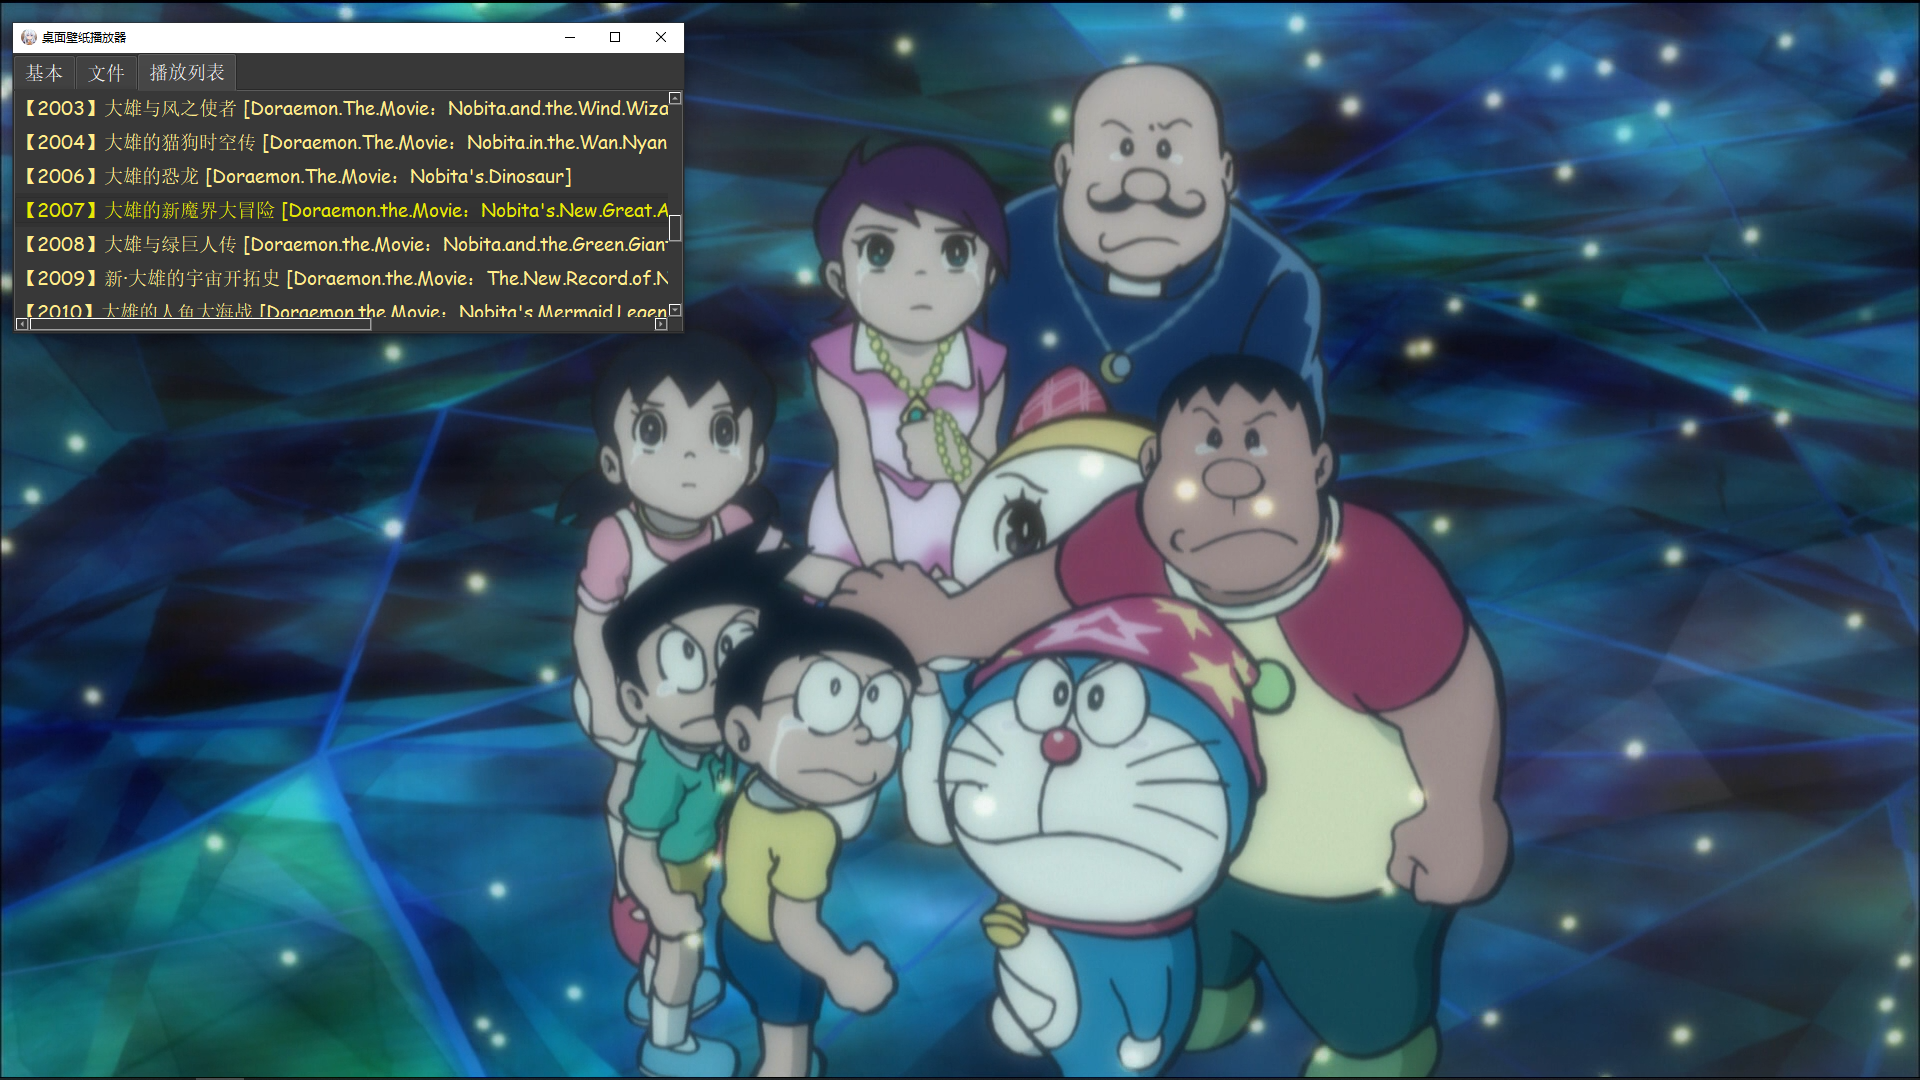 桌面壁纸播放器
基本 文件 播放列表
【2003】大雄与风之使者 [Doraemon.The.Movie：Nobita.and.the.Wind.Wiza
【2004】大雄的猫狗时空传 [Doraemon.The.Movie：Nobita.in.the.Wan.Nyan
【2006】大雄的恐龙 [Doraemon.The.Movie：Nobita's.Dinosaur]
【2007】大雄的新魔界大冒险 [Doraemon.the.Movie：Nobita's.New.Great.A
【2008】大雄与绿巨人传 [Doraemon.the.Movie：Nobita.and.the.Green.Gian
【2009】新·大雄的宇宙开拓史 [Doraemon.the.Movie：The.New.Record.of.N
【2010】大雄的人鱼大海战 [Doraemon.the.Movie：Nobita's.Mermaid.Legen